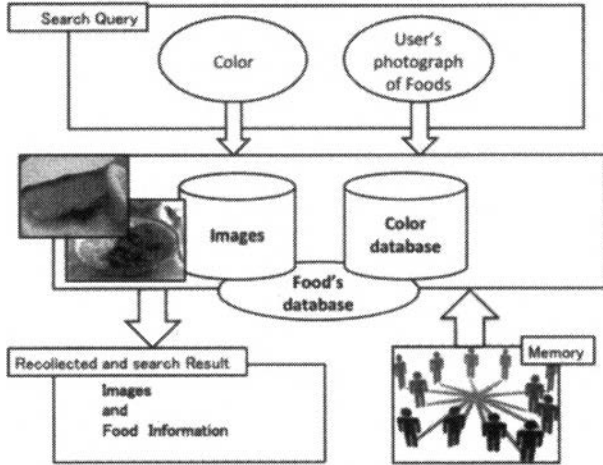 Search Query
Color
User's
photograph
of Foods
Images
Color
database
Food's
database
Recollected and search Result
Images
and
Food Information
Memory